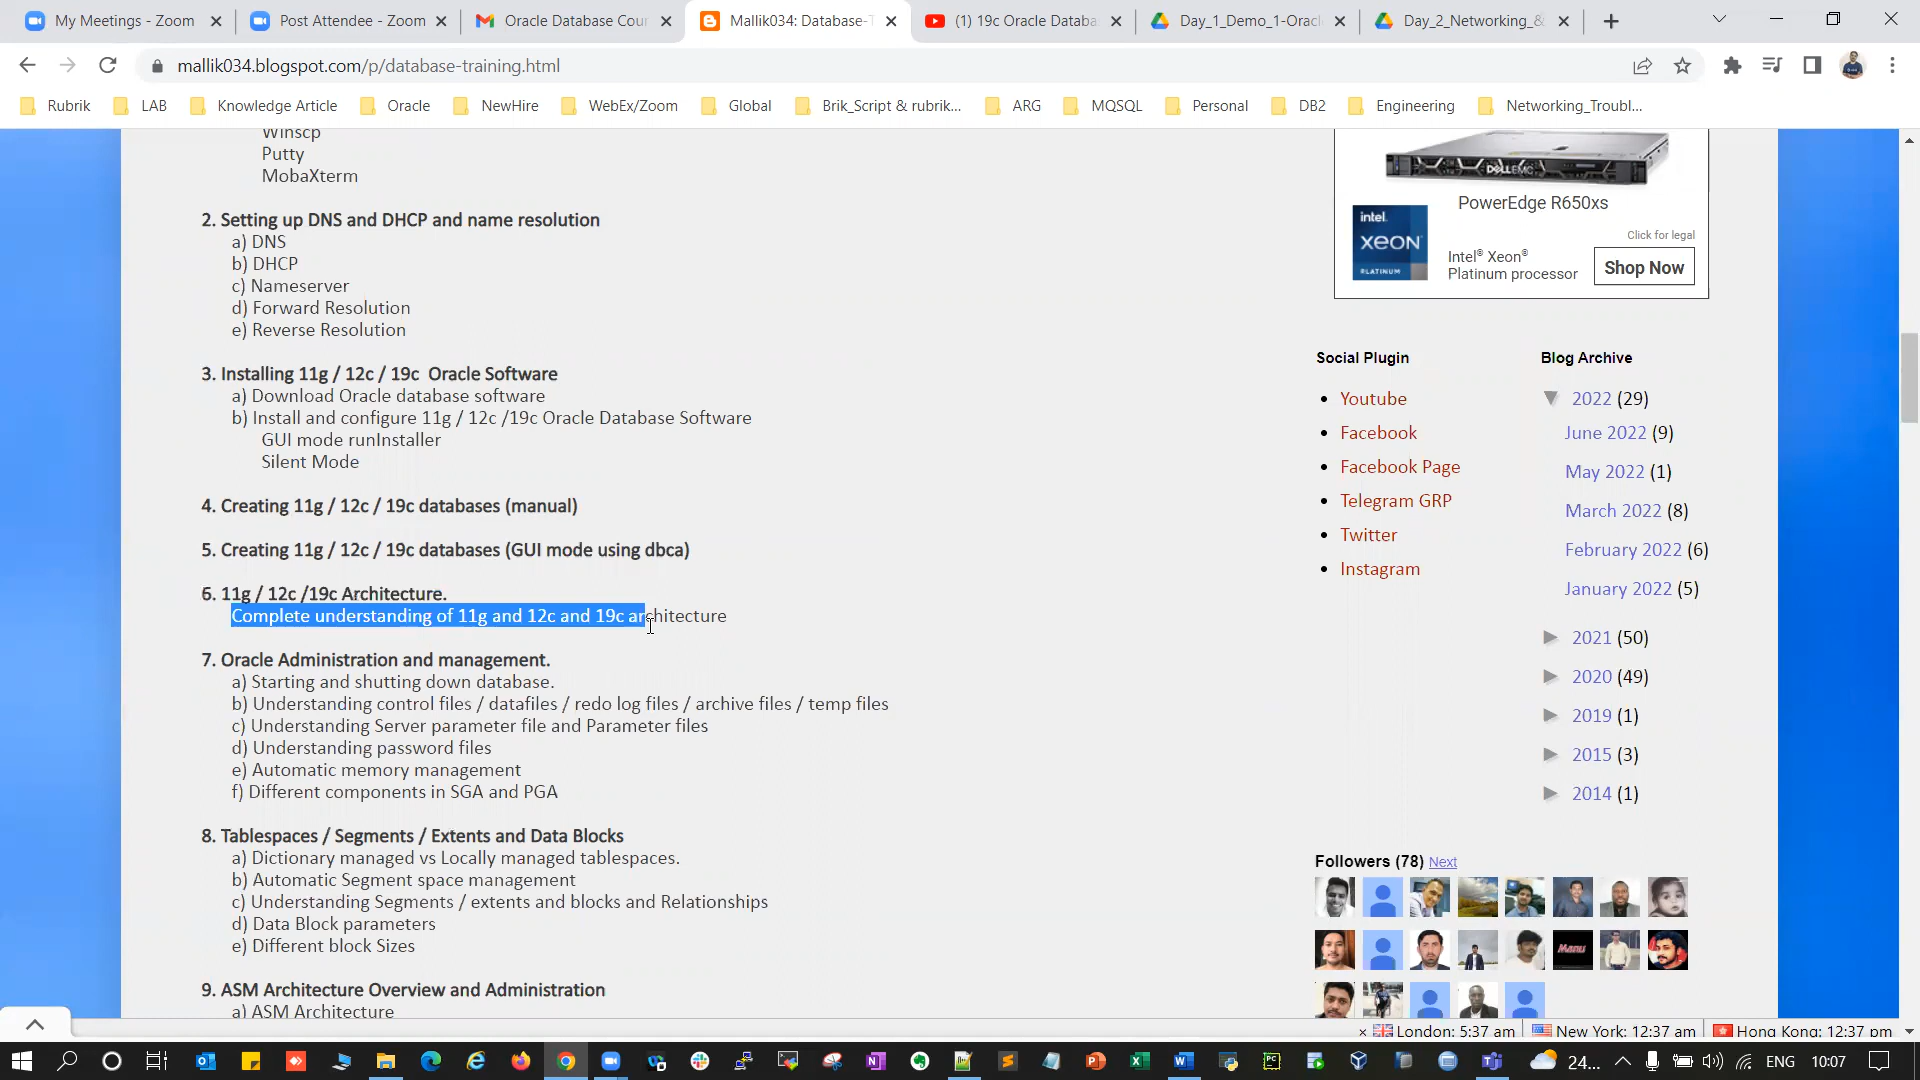 My Meetings - Zoom
Post Attendee - Zoom
Oracle Database Cou
Mallik034: Database-T
(1) 19c Oracle Databa
Day_1_Demo_1-Oracl
Day_2_Networking_&
mallik034.blogspot.com/p/database-training.html
Rubrik LAB Knowledge Article Oracle NewHire WebEx/Zoom Global Brik_Script & rubrik... ARG MQSQL Personal DB2 Engineering Networking_Troubl...
Winscp
Putty
MobaXterm
2. Setting up DNS and DHCP and name resolution
a) DNS
b) DHCP
c) Nameserver
d) Forward Resolution
e) Reverse Resolution
3. Installing 11g / 12c / 19c Oracle Software
a) Download Oracle database software
b) Install and configure 11g / 12c /19c Oracle Database Software
GUI mode runInstaller
Silent Mode
4. Creating 11g / 12c / 19c databases (manual)
5. Creating 11g / 12c / 19c databases (GUI mode using dbca)
6. 11g / 12c /19c Architecture.
Complete understanding of 11g and 12c and 19c architecture
7. Oracle Administration and management.
a) Starting and shutting down database.
b) Understanding control files / datafiles / redo log files / archive files / temp files
c) Understanding Server parameter file and Parameter files
d) Understanding password files
e) Automatic memory management
f) Different components in SGA and PGA
8. Tablespaces / Segments / Extents and Data Blocks
a) Dictionary managed vs Locally managed tablespaces.
b) Automatic Segment space management
c) Understanding Segments / extents and blocks and Relationships
d) Data Block parameters
e) Different block Sizes
9. ASM Architecture Overview and Administration
a) ASM Architecture
DELLEMC
PowerEdge R650xs
intel.
XEON
PLATINUM
Click for legal
Intel® Xeon®
Platinum processor
Shop Now
Social Plugin
Youtube
Facebook
Facebook Page
Telegram GRP
Twitter
Instagram
Blog Archive
2022 (29)
June 2022 (9)
May 2022 (1)
March 2022 (8)
February 2022 (6)
January 2022 (5)
2021 (50)
2020 (49)
2019 (1)
2015 (3)
2014 (1)
Followers (78) Next
Manu
× London: 5:37 am New York: 12:37 am Hong Kong: 12:37 pm
24... ENG 10:07